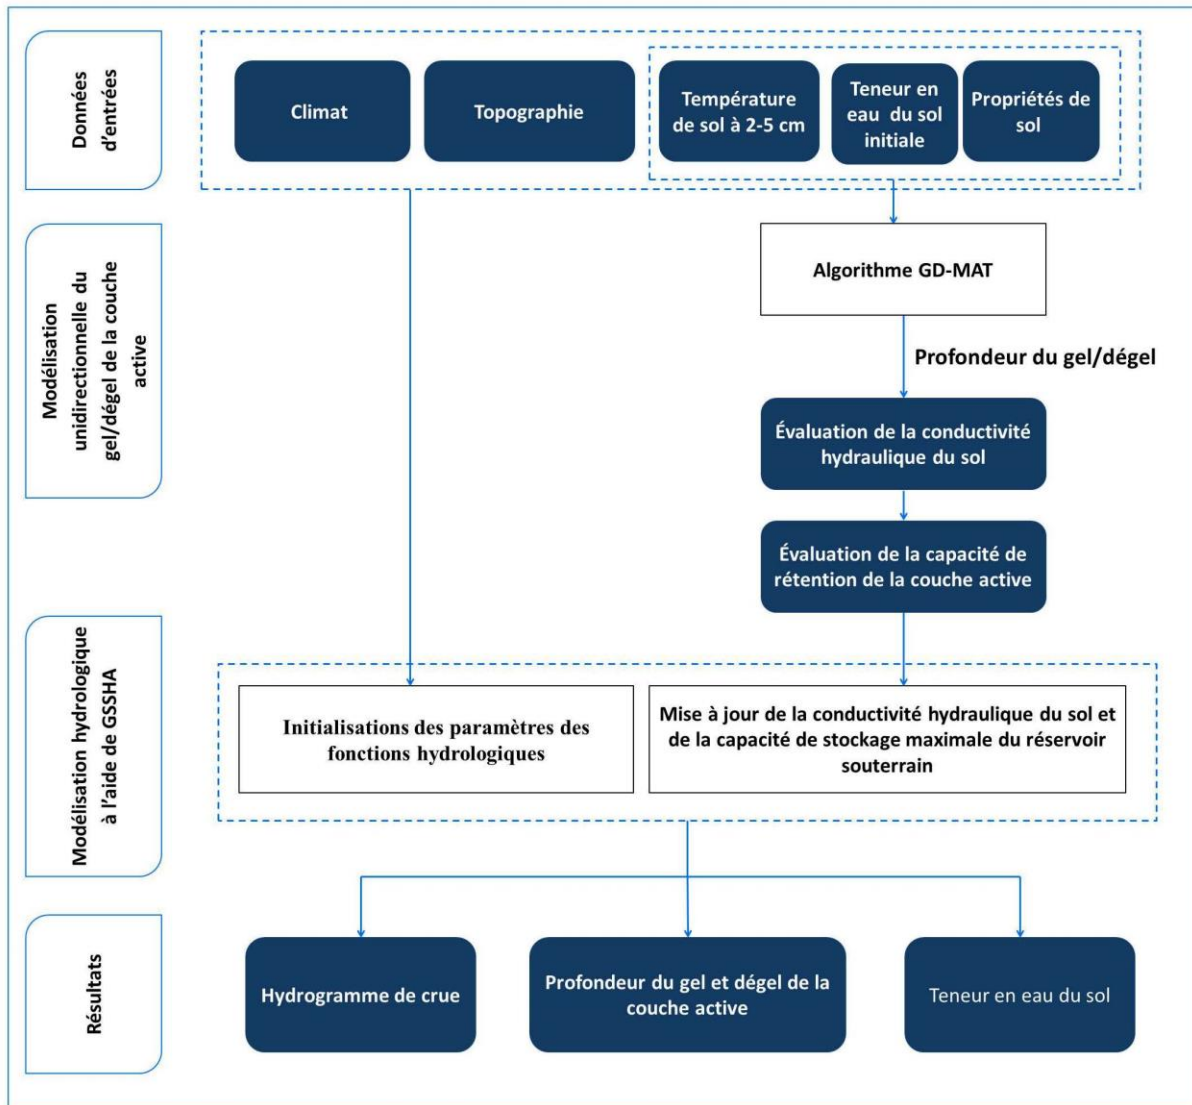 Données
d'entrées
Climat
Topographie
Température
de sol à 2-5 cm
Teneur en
eau du sol
initiale
Propriétés de
sol
Modélisation
unidirectionnelle du
gel/dégel de la couche
active
Algorithme GD-MAT
Profondeur du gel/dégel
Évaluation de la conductivité
hydraulique du sol
Évaluation de la capacité de
rétention de la couche active
Modélisation hydrologique
à l'aide de GSSHA
Initialisations des paramètres des
fonctions hydrologiques
Mise à jour de la conductivité hydraulique du sol et
de la capacité de stockage maximale du réservoir
souterrain
Résultats
Hydrogramme de crue
Profondeur du gel et dégel de la
couche active
Teneur en eau du sol